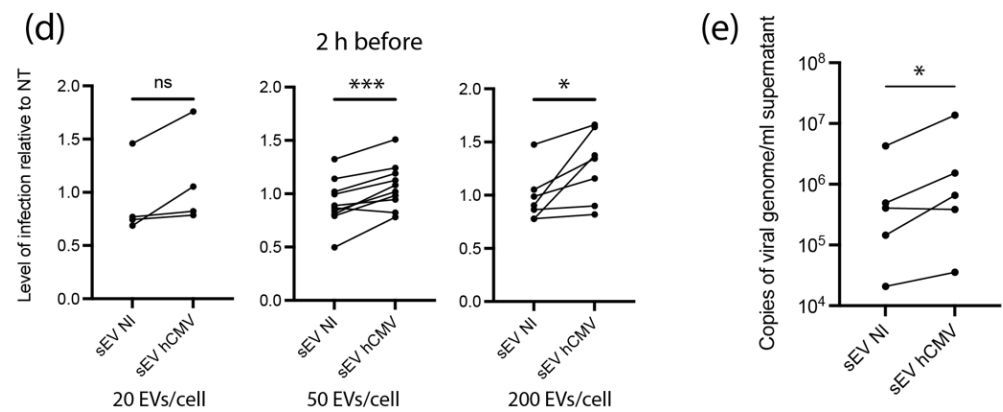 (d)
2 h before
Level of infection relative to NT
2.0
1.5
1.0
0.5
0.0
ns
sEV NI
sEV hCMV
20 EVs/cell
2.0
1.5
1.0
0.5
0.0
***
sEV NI
sEV hCMV
50 EVs/cell
2.0
1.5
1.0
0.5
0.0
*
sEV NI
sEV hCMV
200 EVs/cell
(e)
Copies of viral genome/ml supernatant
10⁸
10⁷
10⁶
10⁵
10⁴
*
sEV NI
sEV hCMV